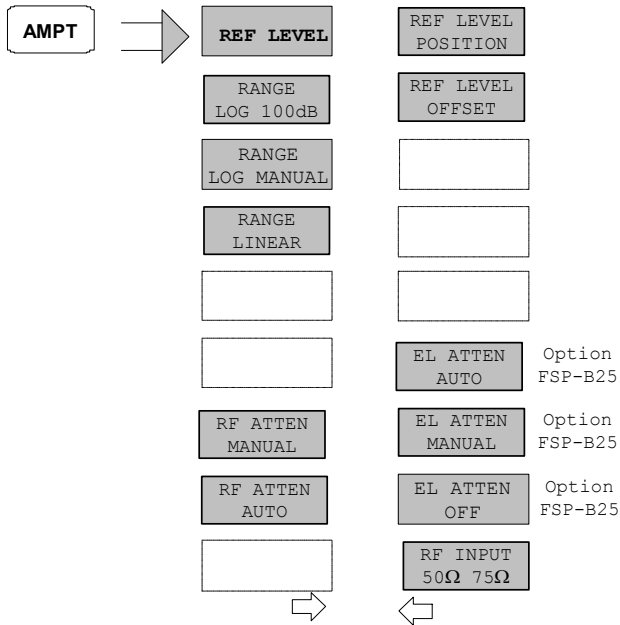 AMPT
REF LEVEL
RANGE
LOG 100dB
RANGE
LOG MANUAL
RANGE
LINEAR
RF ATTEN
MANUAL
RF ATTEN
AUTO
REF LEVEL
POSITION
REF LEVEL
OFFSET
EL ATTEN
AUTO
Option
FSP-B25
EL ATTEN
MANUAL
Option
FSP-B25
EL ATTEN
OFF
Option
FSP-B25
RF INPUT
50Ω 75Ω